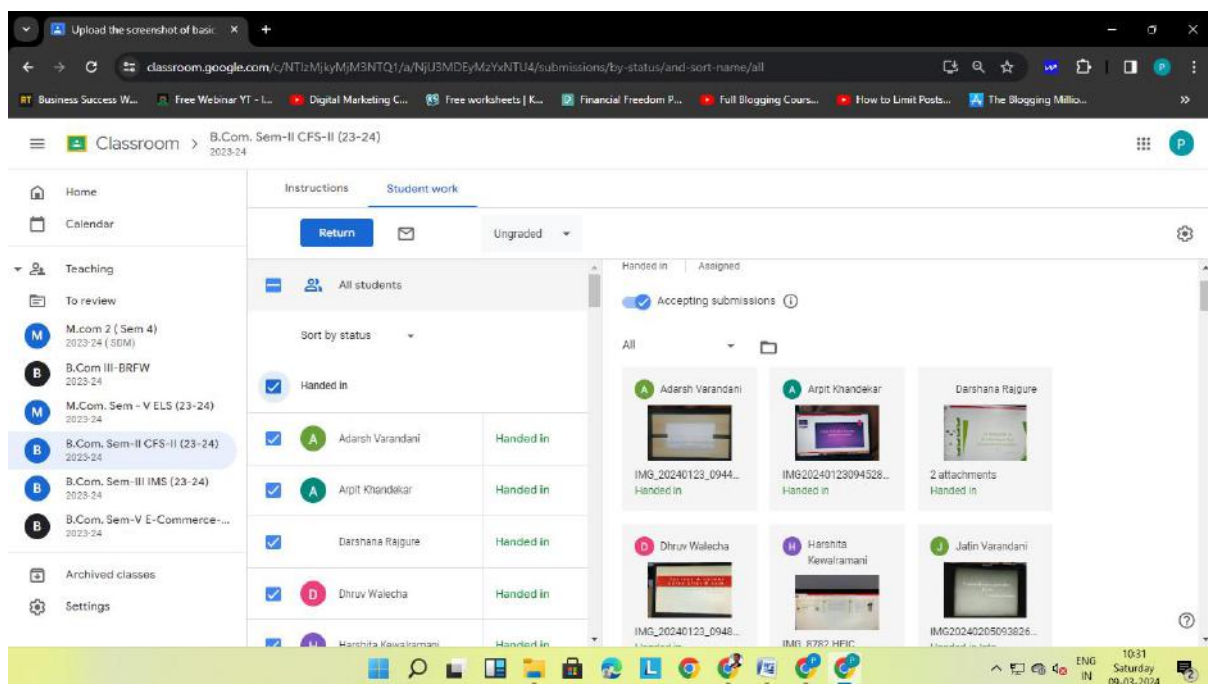 Upload the screenshot of basic
classroom.google.com/c/NTIzMjkyMjM3NTQ1/a/NjU3MDEyMzYxNTU4/submissions/by-status/and-sort-name/all
Business Success W... Free Webinar YT - I... Digital Marketing C... Free worksheets | K... Financial Freedom P... Full Blogging Cours... How to Limit Posts... The Blogging Millio...
Classroom > B.Com. Sem-II CFS-II (23-24)
2023-24
P
Home
Calendar
Teaching
To review
M M.com 2 ( Sem 4)
2023-24 ( SDM)
B B.Com III-BRFW
2023-24
M M.Com. Sem - V ELS (23-24)
2023-24
B B.Com. Sem-II CFS-II (23-24)
2023-24
B B.Com. Sem-III IMS (23-24)
2023-24
B B.Com. Sem-V E-Commerce-...
2023-24
Archived classes
Settings
Instructions Student work
Return Ungraded
All students
Sort by status
Handed in
A Adarsh Varandani Handed in
A Arpit Khandekar Handed in
Darshana Rajgure Handed in
D Dhruv Walecha Handed in
H Harshita Kewalramani Handed in
Handed in Assigned
Accepting submissions
All
A Adarsh Varandani
IMG_20240123_0944...
Handed in
A Arpit Khandekar
IMG20240123094528...
Handed in
Darshana Rajgure
2 attachments
Handed in
D Dhruv Walecha
IMG_20240123_0948...
H Harshita
Kewalramani
IMG_8782.HEIC
J Jatin Varandani
IMG20240205093826...
ENG
IN
10:31
Saturday
09-03-2024
2